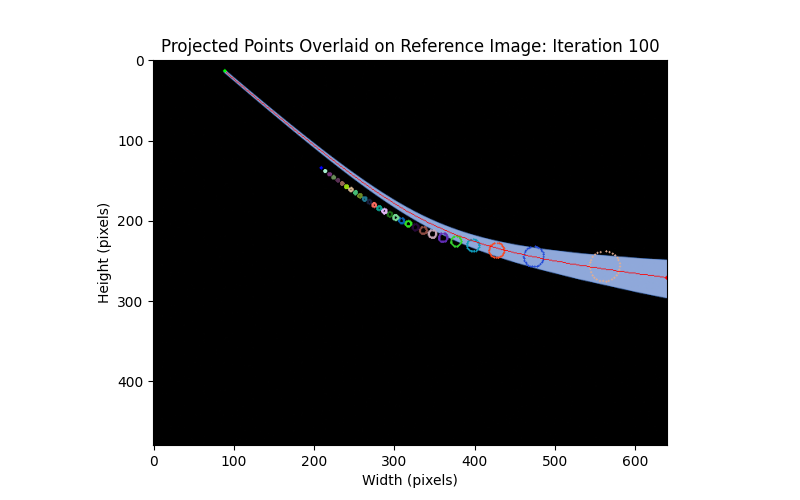 Projected Points Overlaid on Reference Image: Iteration 100
0
100
200
300
400
Height (pixels)
0 100 200 300 400 500 600
Width (pixels)